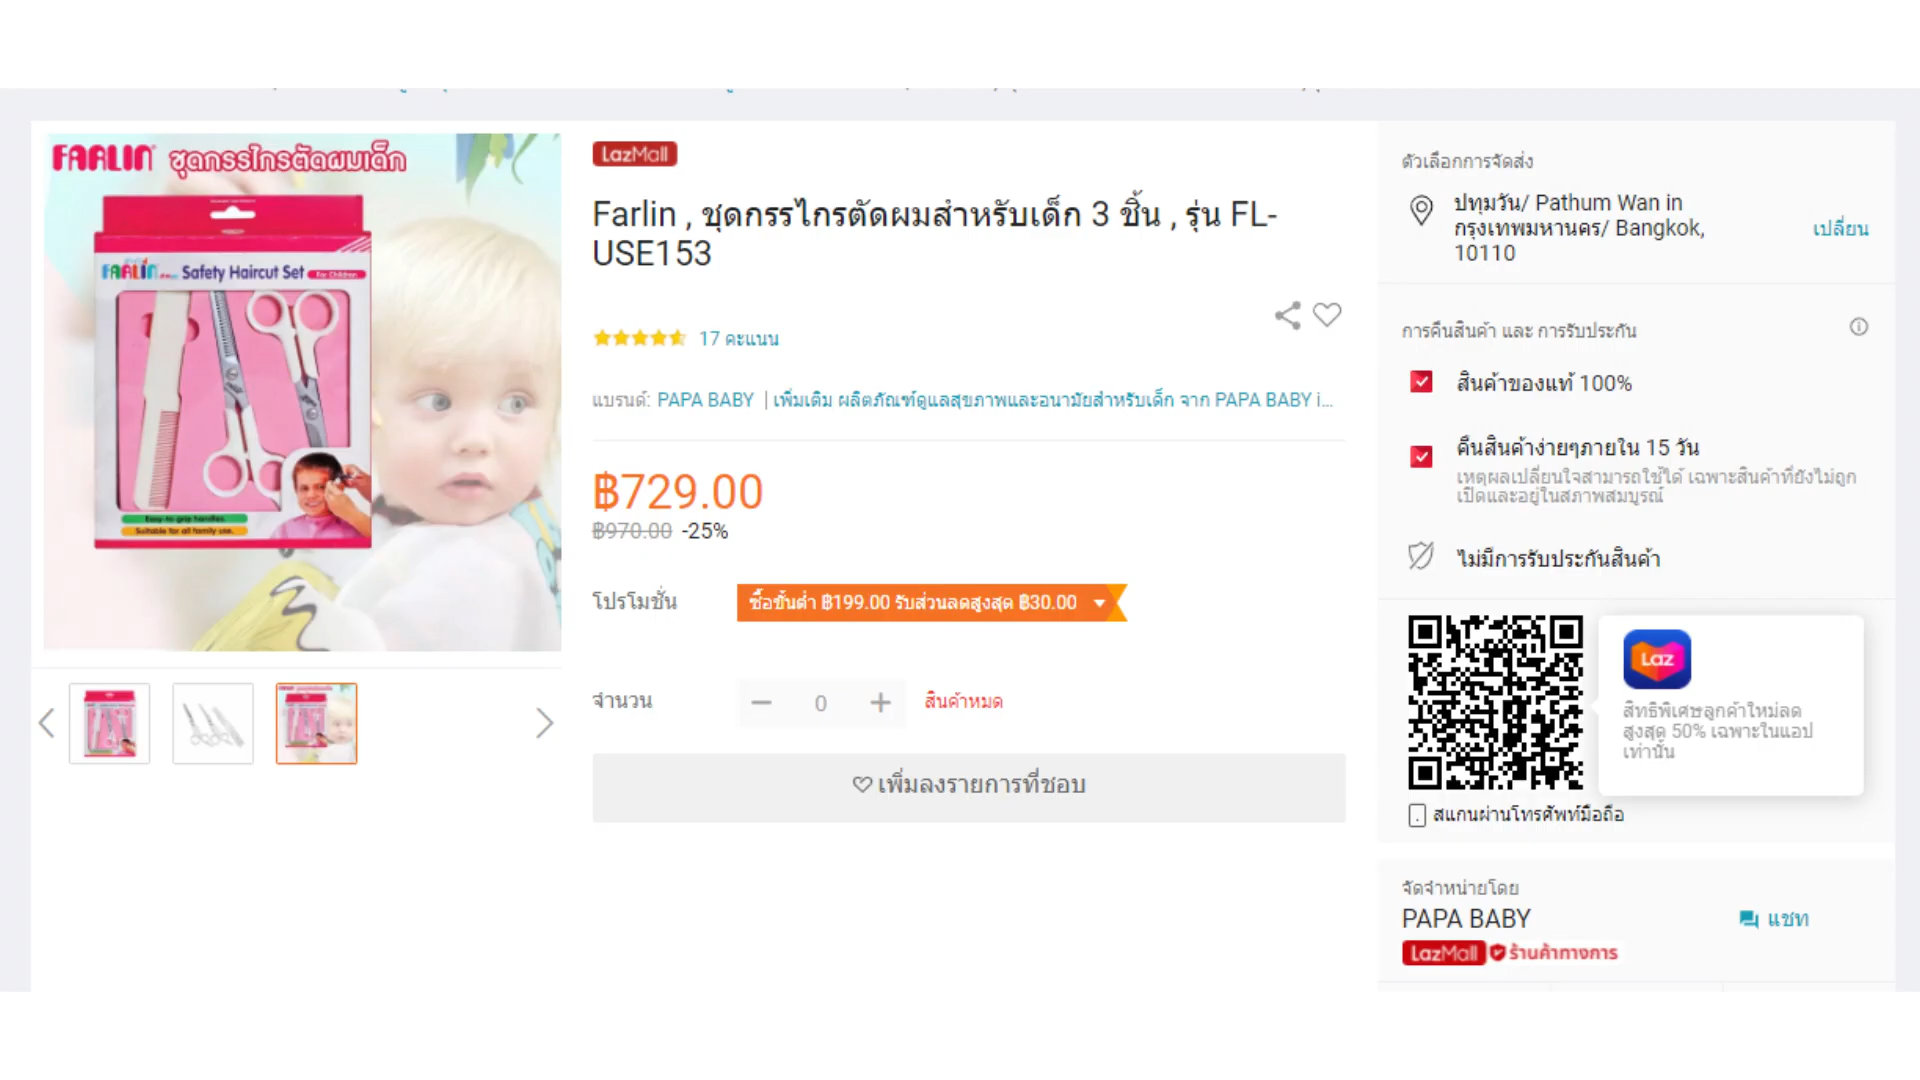 FARLIN ชุดกรรไกรตัดผมเด็ก
FARLIN Safety Haircut Set For Children
Easy-to-grip handles.
Suitable for all family use.
LazMall
Farlin , ชุดกรรไกรตัดผมสำหรับเด็ก 3 ชิ้น , รุ่น FL-
USE153
17 คะแนน
แบรนด์: PAPA BABY | เพิ่มเติม ผลิตภัณฑ์ดูแลสุขภาพและอนามัยสำหรับเด็ก จาก PAPA BABY i...
฿729.00
฿970.00 -25%
โปรโมชั่น
ซื้อขั้นต่ำ ฿199.00 รับส่วนลดสูงสุด ฿30.00
จำนวน
0
สินค้าหมด
เพิ่มลงรายการที่ชอบ
ตัวเลือกการจัดส่ง
ปทุมวัน/ Pathum Wan in
กรุงเทพมหานคร/ Bangkok,
10110
เปลี่ยน
การคืนสินค้า และ การรับประกัน
สินค้าของแท้ 100%
คืนสินค้าง่ายๆภายใน 15 วัน
เหตุผลเปลี่ยนใจสามารถใช้ได้ เฉพาะสินค้าที่ยังไม่ถูก
เปิดและอยู่ในสภาพสมบูรณ์
ไม่มีการรับประกันสินค้า
Laz
สิทธิพิเศษลูกค้าใหม่ลด
สูงสุด 50% เฉพาะในแอป
เท่านั้น
สแกนผ่านโทรศัพท์มือถือ
จัดจำหน่ายโดย
PAPA BABY
แชท
LazMall ร้านค้าทางการ